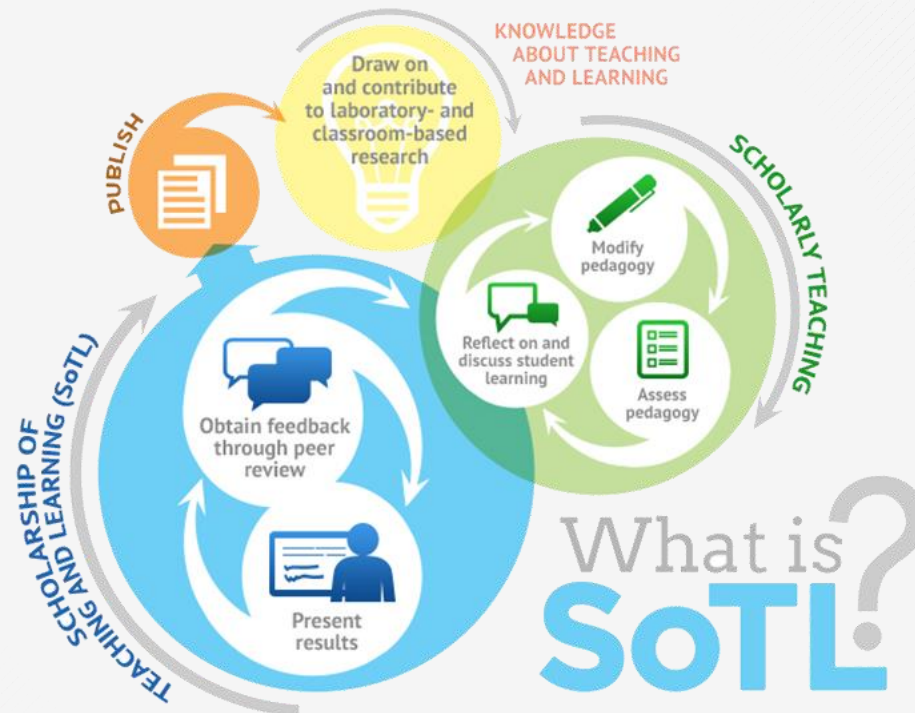 KNOWLEDGE
ABOUT TEACHING
AND LEARNING
Draw on
and contribute
to laboratory- and
classroom-based
research
PUBLISH
SCHOLARLY TEACHING
Modify
pedagogy
Reflect on and
discuss student
learning
Assess
pedagogy
Obtain feedback
through peer
review
Present
results
SCHOLARSHIP OF
TEACHING AND LEARNING (SoTL)
What is
SoTL?